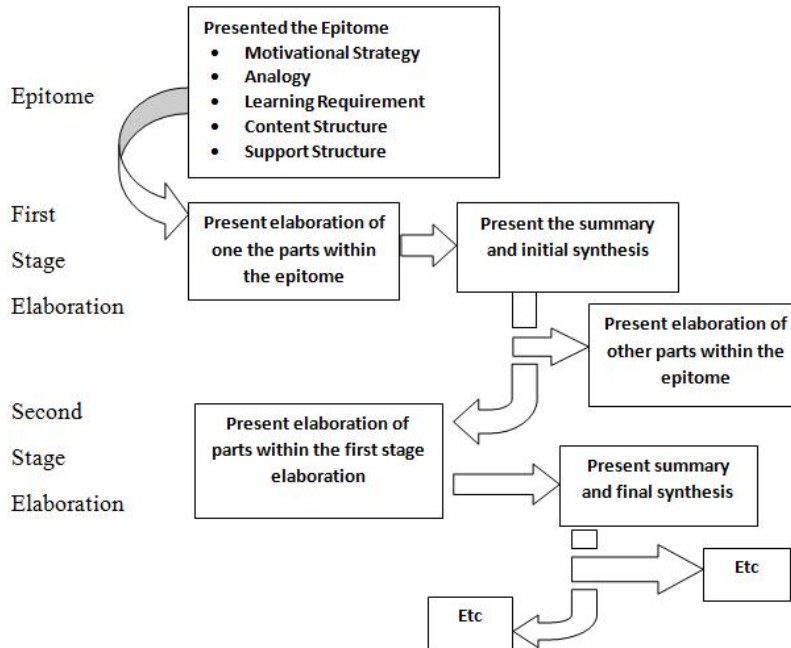 Presented the Epitome
• Motivational Strategy
• Analogy
• Learning Requirement
• Content Structure
• Support Structure
Epitome
First
Stage
Elaboration
Present elaboration of
one the parts within
the epitome
Present the summary
and initial synthesis
Present elaboration of
other parts within the
epitome
Second
Stage
Elaboration
Present elaboration of
parts within the first stage
elaboration
Present summary
and final synthesis
Etc
Etc